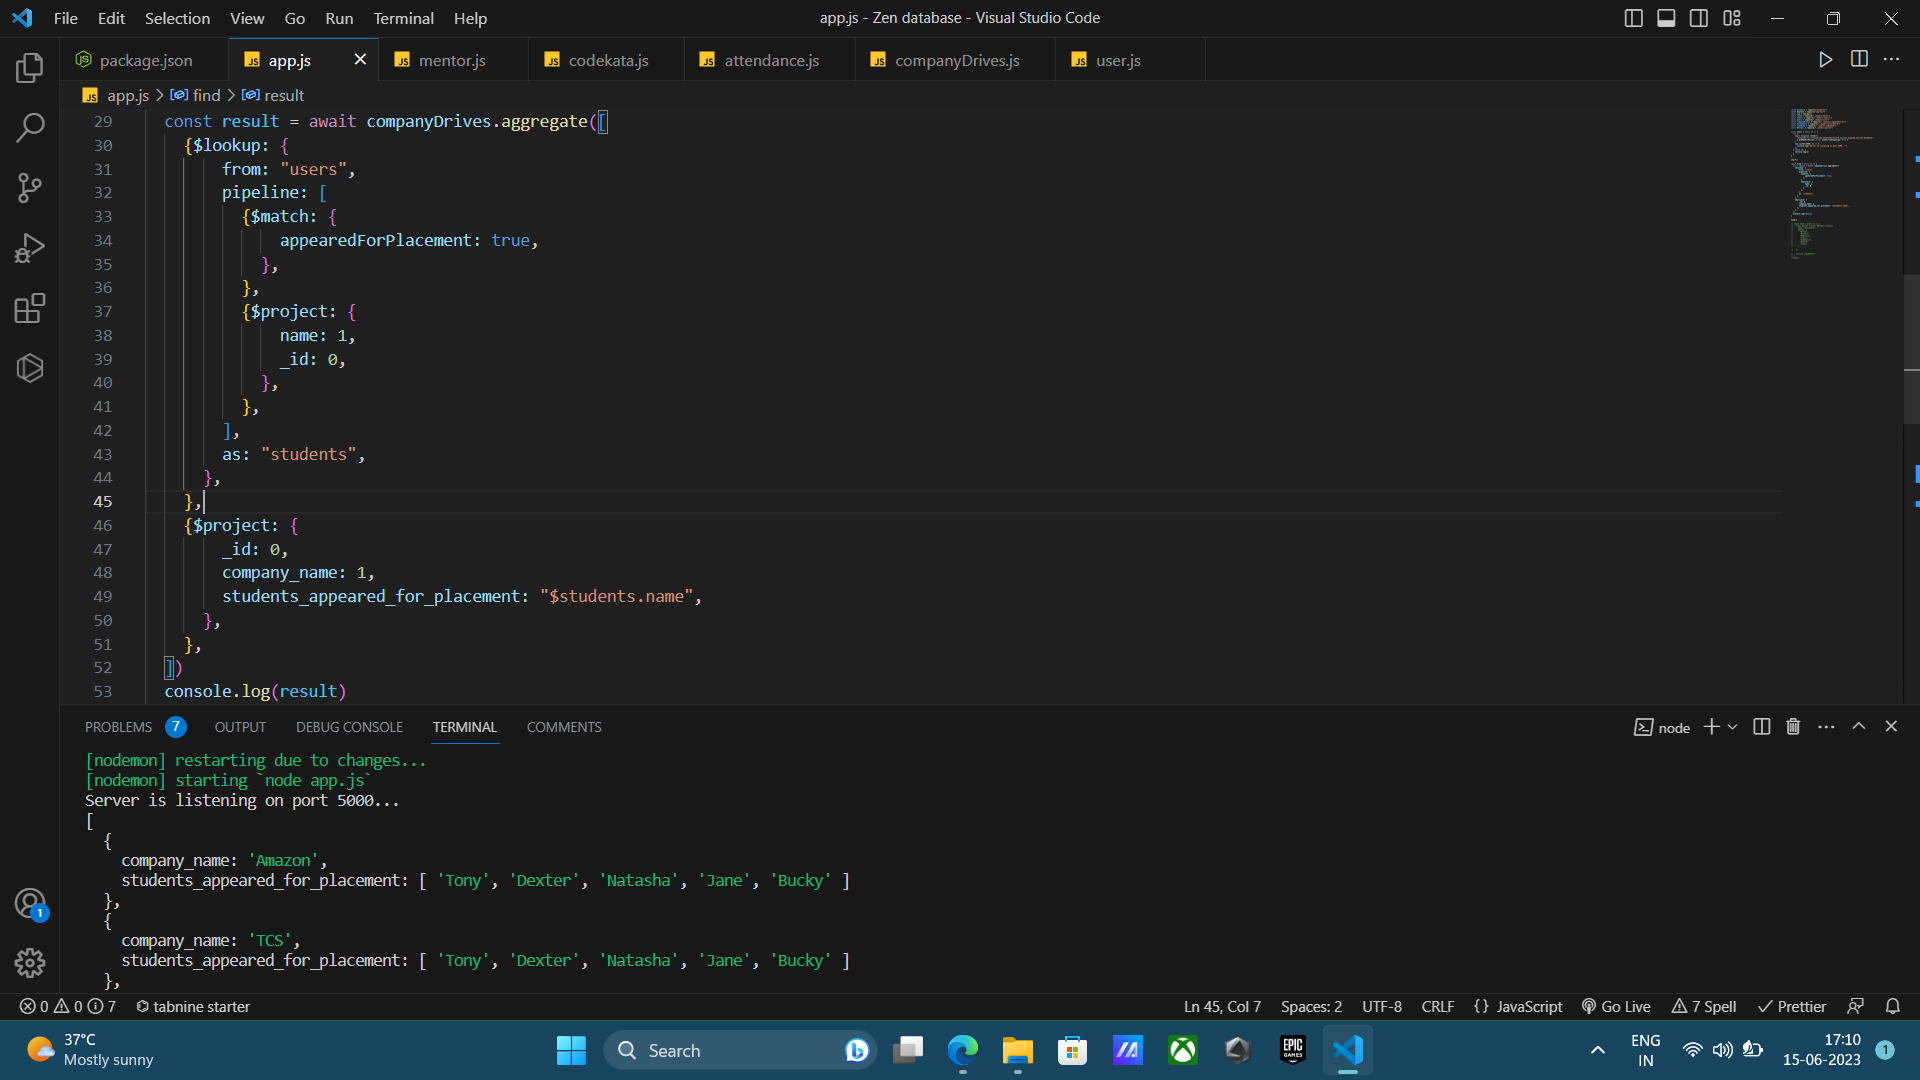 File Edit Selection View Go Run Terminal Help
app.js - Zen database - Visual Studio Code
package.json app.js mentor.js codekata.js attendance.js companyDrives.js user.js
JS app.js > find > result
29 const result = await companyDrives.aggregate([
30 {$lookup: {
31 from: "users",
32 pipeline: [
33 {$match: {
34 appearedForPlacement: true,
35 },
36 },
37 {$project: {
38 name: 1,
39 _id: 0,
40 },
41 },
42 ],
43 as: "students",
44 },
45 },
46 {$project: {
47 _id: 0,
48 company_name: 1,
49 students_appeared_for_placement: "$students.name",
50 },
51 },
52 ])
53 console.log(result)
PROBLEMS 7 OUTPUT DEBUG CONSOLE TERMINAL COMMENTS
node
[nodemon] restarting due to changes...
[nodemon] starting `node app.js`
Server is listening on port 5000...
[
{
company_name: 'Amazon',
students_appeared_for_placement: [ 'Tony', 'Dexter', 'Natasha', 'Jane', 'Bucky' ]
},
{
company_name: 'TCS',
students_appeared_for_placement: [ 'Tony', 'Dexter', 'Natasha', 'Jane', 'Bucky' ]
},
1
0 0 7 tabnine starter
Ln 45, Col 7 Spaces: 2 UTF-8 CRLF {} JavaScript Go Live 7 Spell Prettier
37°C
Mostly sunny
Search
EPIC GAMES
ENG
IN
17:10
15-06-2023
1